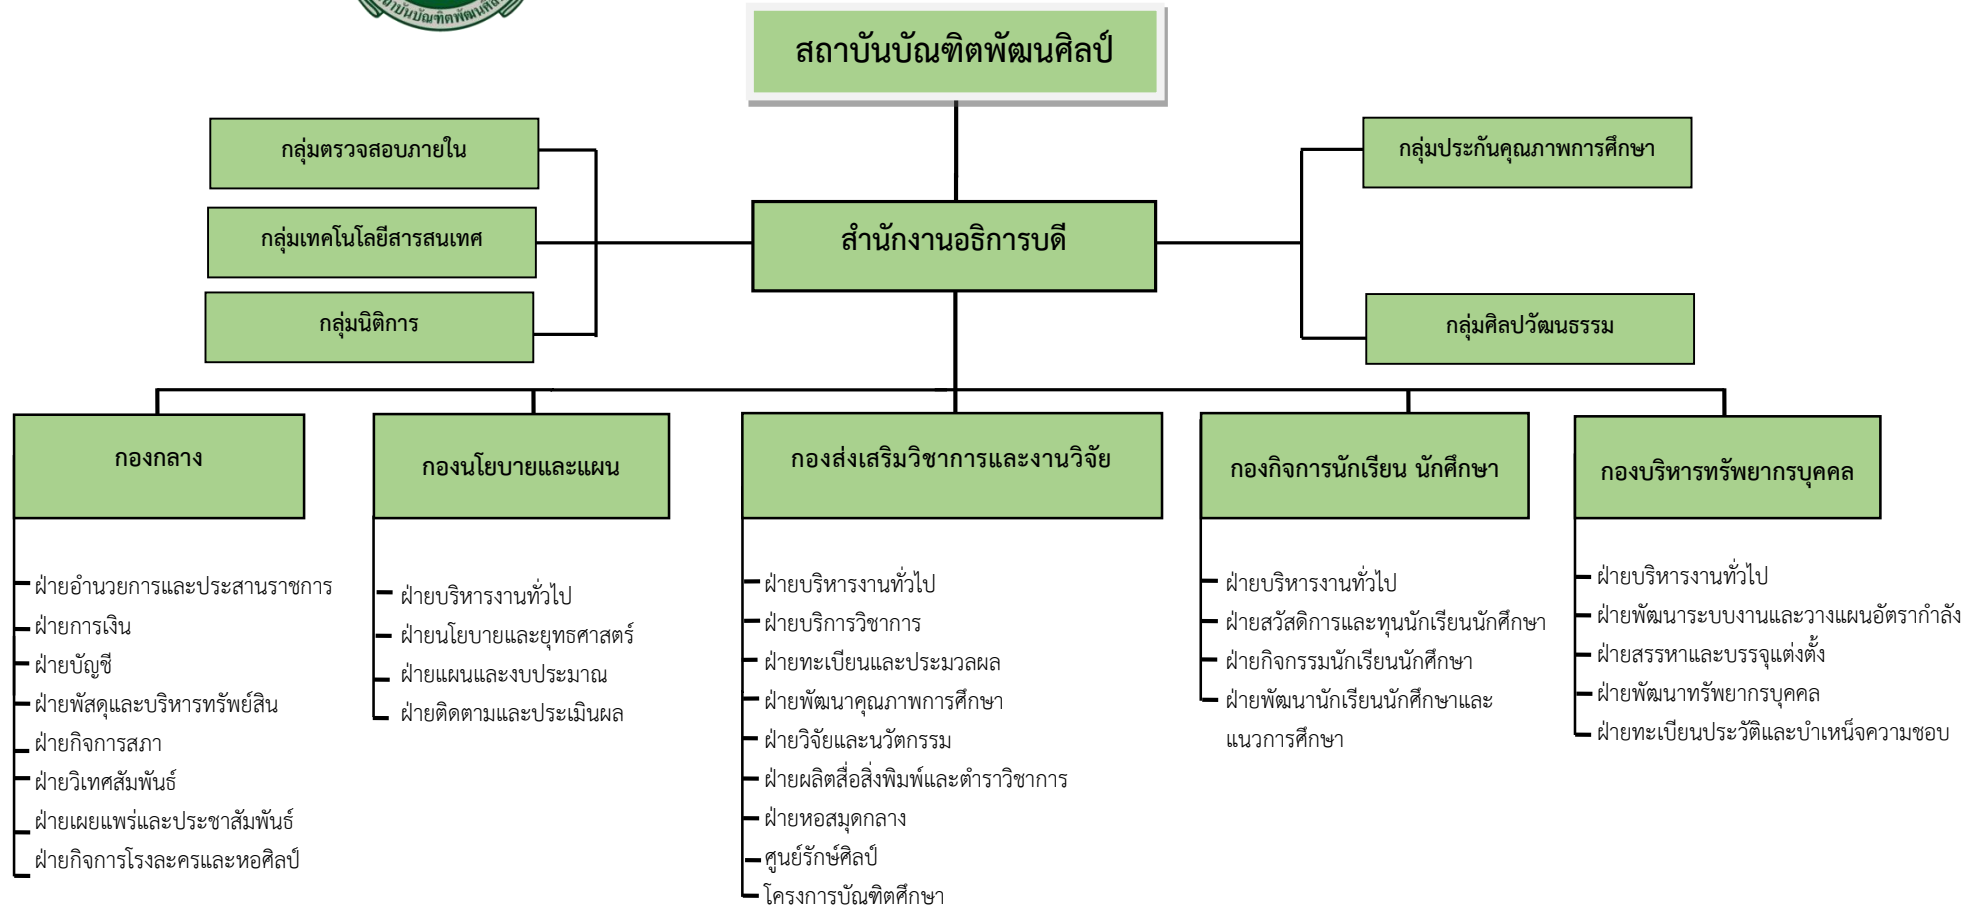 สถาบันบัณฑิตพัฒนศิลป์
สถาบันบัณฑิตพัฒนศิลป์
กลุ่มตรวจสอบภายใน
กลุ่มประกันคุณภาพการศึกษา
กลุ่มเทคโนโลยีสารสนเทศ
สำนักงานอธิการบดี
กลุ่มนิติการ
กลุ่มศิลปวัฒนธรรม
กองกลาง
ฝ่ายอำนวยการและประสานราชการ
ฝ่ายการเงิน
ฝ่ายบัญชี
ฝ่ายพัสดุและบริหารทรัพย์สิน
ฝ่ายกิจการสภา
ฝ่ายวิเทศสัมพันธ์
ฝ่ายเผยแพร่และประชาสัมพันธ์
ฝ่ายกิจการโรงละครและหอศิลป์
กองนโยบายและแผน
ฝ่ายบริหารงานทั่วไป
ฝ่ายนโยบายและยุทธศาสตร์
ฝ่ายแผนและงบประมาณ
ฝ่ายติดตามและประเมินผล
กองส่งเสริมวิชาการและงานวิจัย
ฝ่ายบริหารงานทั่วไป
ฝ่ายบริการวิชาการ
ฝ่ายทะเบียนและประมวลผล
ฝ่ายพัฒนาคุณภาพการศึกษา
ฝ่ายวิจัยและนวัตกรรม
ฝ่ายผลิตสื่อสิ่งพิมพ์และตำราวิชาการ
ฝ่ายหอสมุดกลาง
ศูนย์รักษ์ศิลป์
โครงการบัณฑิตศึกษา
กองกิจการนักเรียน นักศึกษา
ฝ่ายบริหารงานทั่วไป
ฝ่ายสวัสดิการและทุนนักเรียนนักศึกษา
ฝ่ายกิจกรรมนักเรียนนักศึกษา
ฝ่ายพัฒนานักเรียนนักศึกษาและ
แนวการศึกษา
กองบริหารทรัพยากรบุคคล
ฝ่ายบริหารงานทั่วไป
ฝ่ายพัฒนาระบบงานและวางแผนอัตรากำลัง
ฝ่ายสรรหาและบรรจุแต่งตั้ง
ฝ่ายพัฒนาทรัพยากรบุคคล
ฝ่ายทะเบียนประวัติและบำเหน็จความชอบ